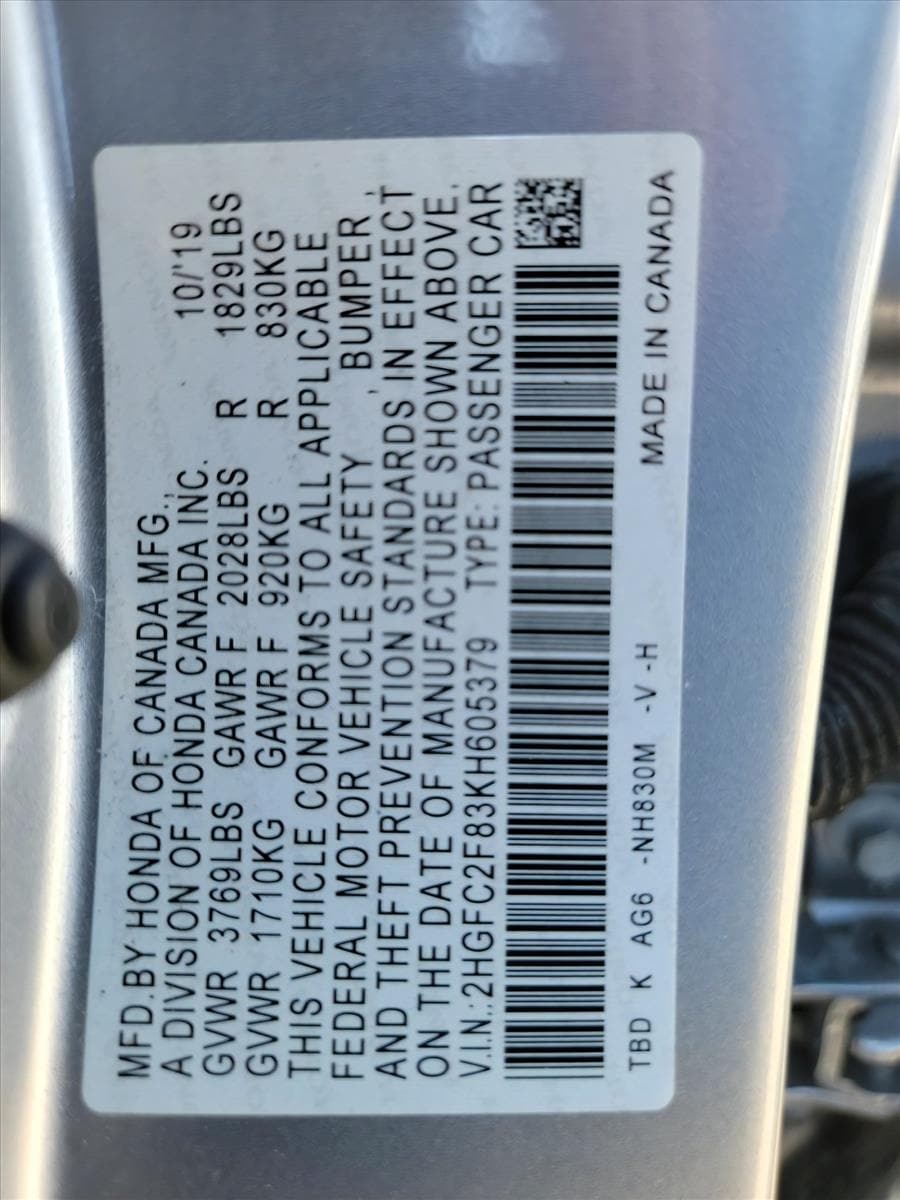 MFD.BY HONDA OF CANADA MFG.,
A DIVISION OF HONDA CANADA INC. 10/'19
GVWR 3769LBS GAWR F 2028LBS R 1829LBS
GVWR 1710KG GAWR F 920KG R 830KG
THIS VEHICLE CONFORMS TO ALL APPLICABLE
FEDERAL MOTOR VEHICLE SAFETY , BUMPER ,
AND THEFT PREVENTION STANDARDS IN EFFECT
ON THE DATE OF MANUFACTURE SHOWN ABOVE.
V.I.N.:2HGFC2F83KH605379 TYPE: PASSENGER CAR
TBD K AG6 -NH830M -V -H MADE IN CANADA